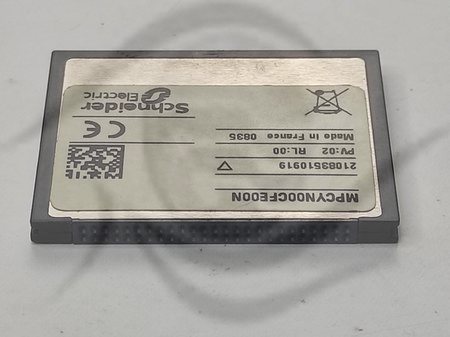 MPCYN00CFE00N
21083510919
PV:02 RL:00
Made in France 0835
CE
Schneider
Electric